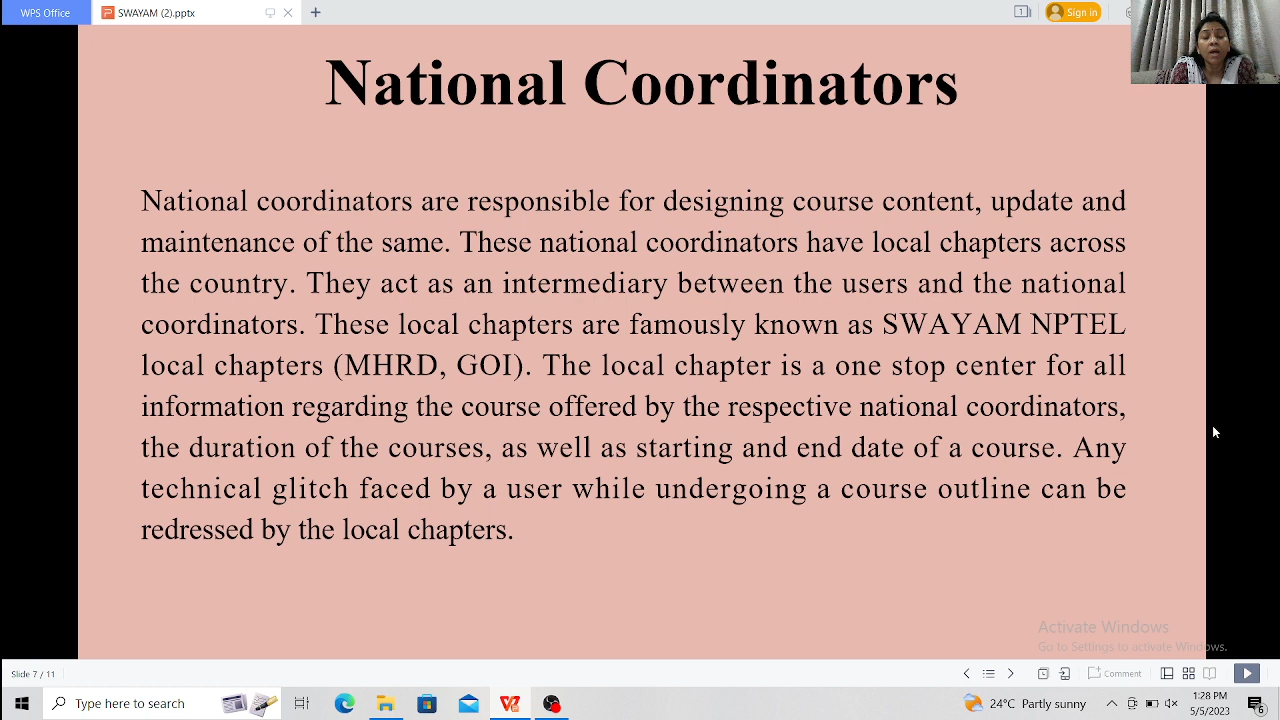 WPS Office
SWAYAM (2).pptx
Sign in
National Coordinators
National coordinators are responsible for designing course content, update and
maintenance of the same. These national coordinators have local chapters across
the country. They act as an intermediary between the users and the national
coordinators. These local chapters are famously known as SWAYAM NPTEL
local chapters (MHRD, GOI). The local chapter is a one stop center for all
information regarding the course offered by the respective national coordinators,
the duration of the courses, as well as starting and end date of a course. Any
technical glitch faced by a user while undergoing a course outline can be
redressed by the local chapters.
Activate Windows
Go to Settings to activate Windows.
Slide 7 / 11
Comment
Type here to search
24°C Partly sunny
1:28 PM
5/5/2023
6